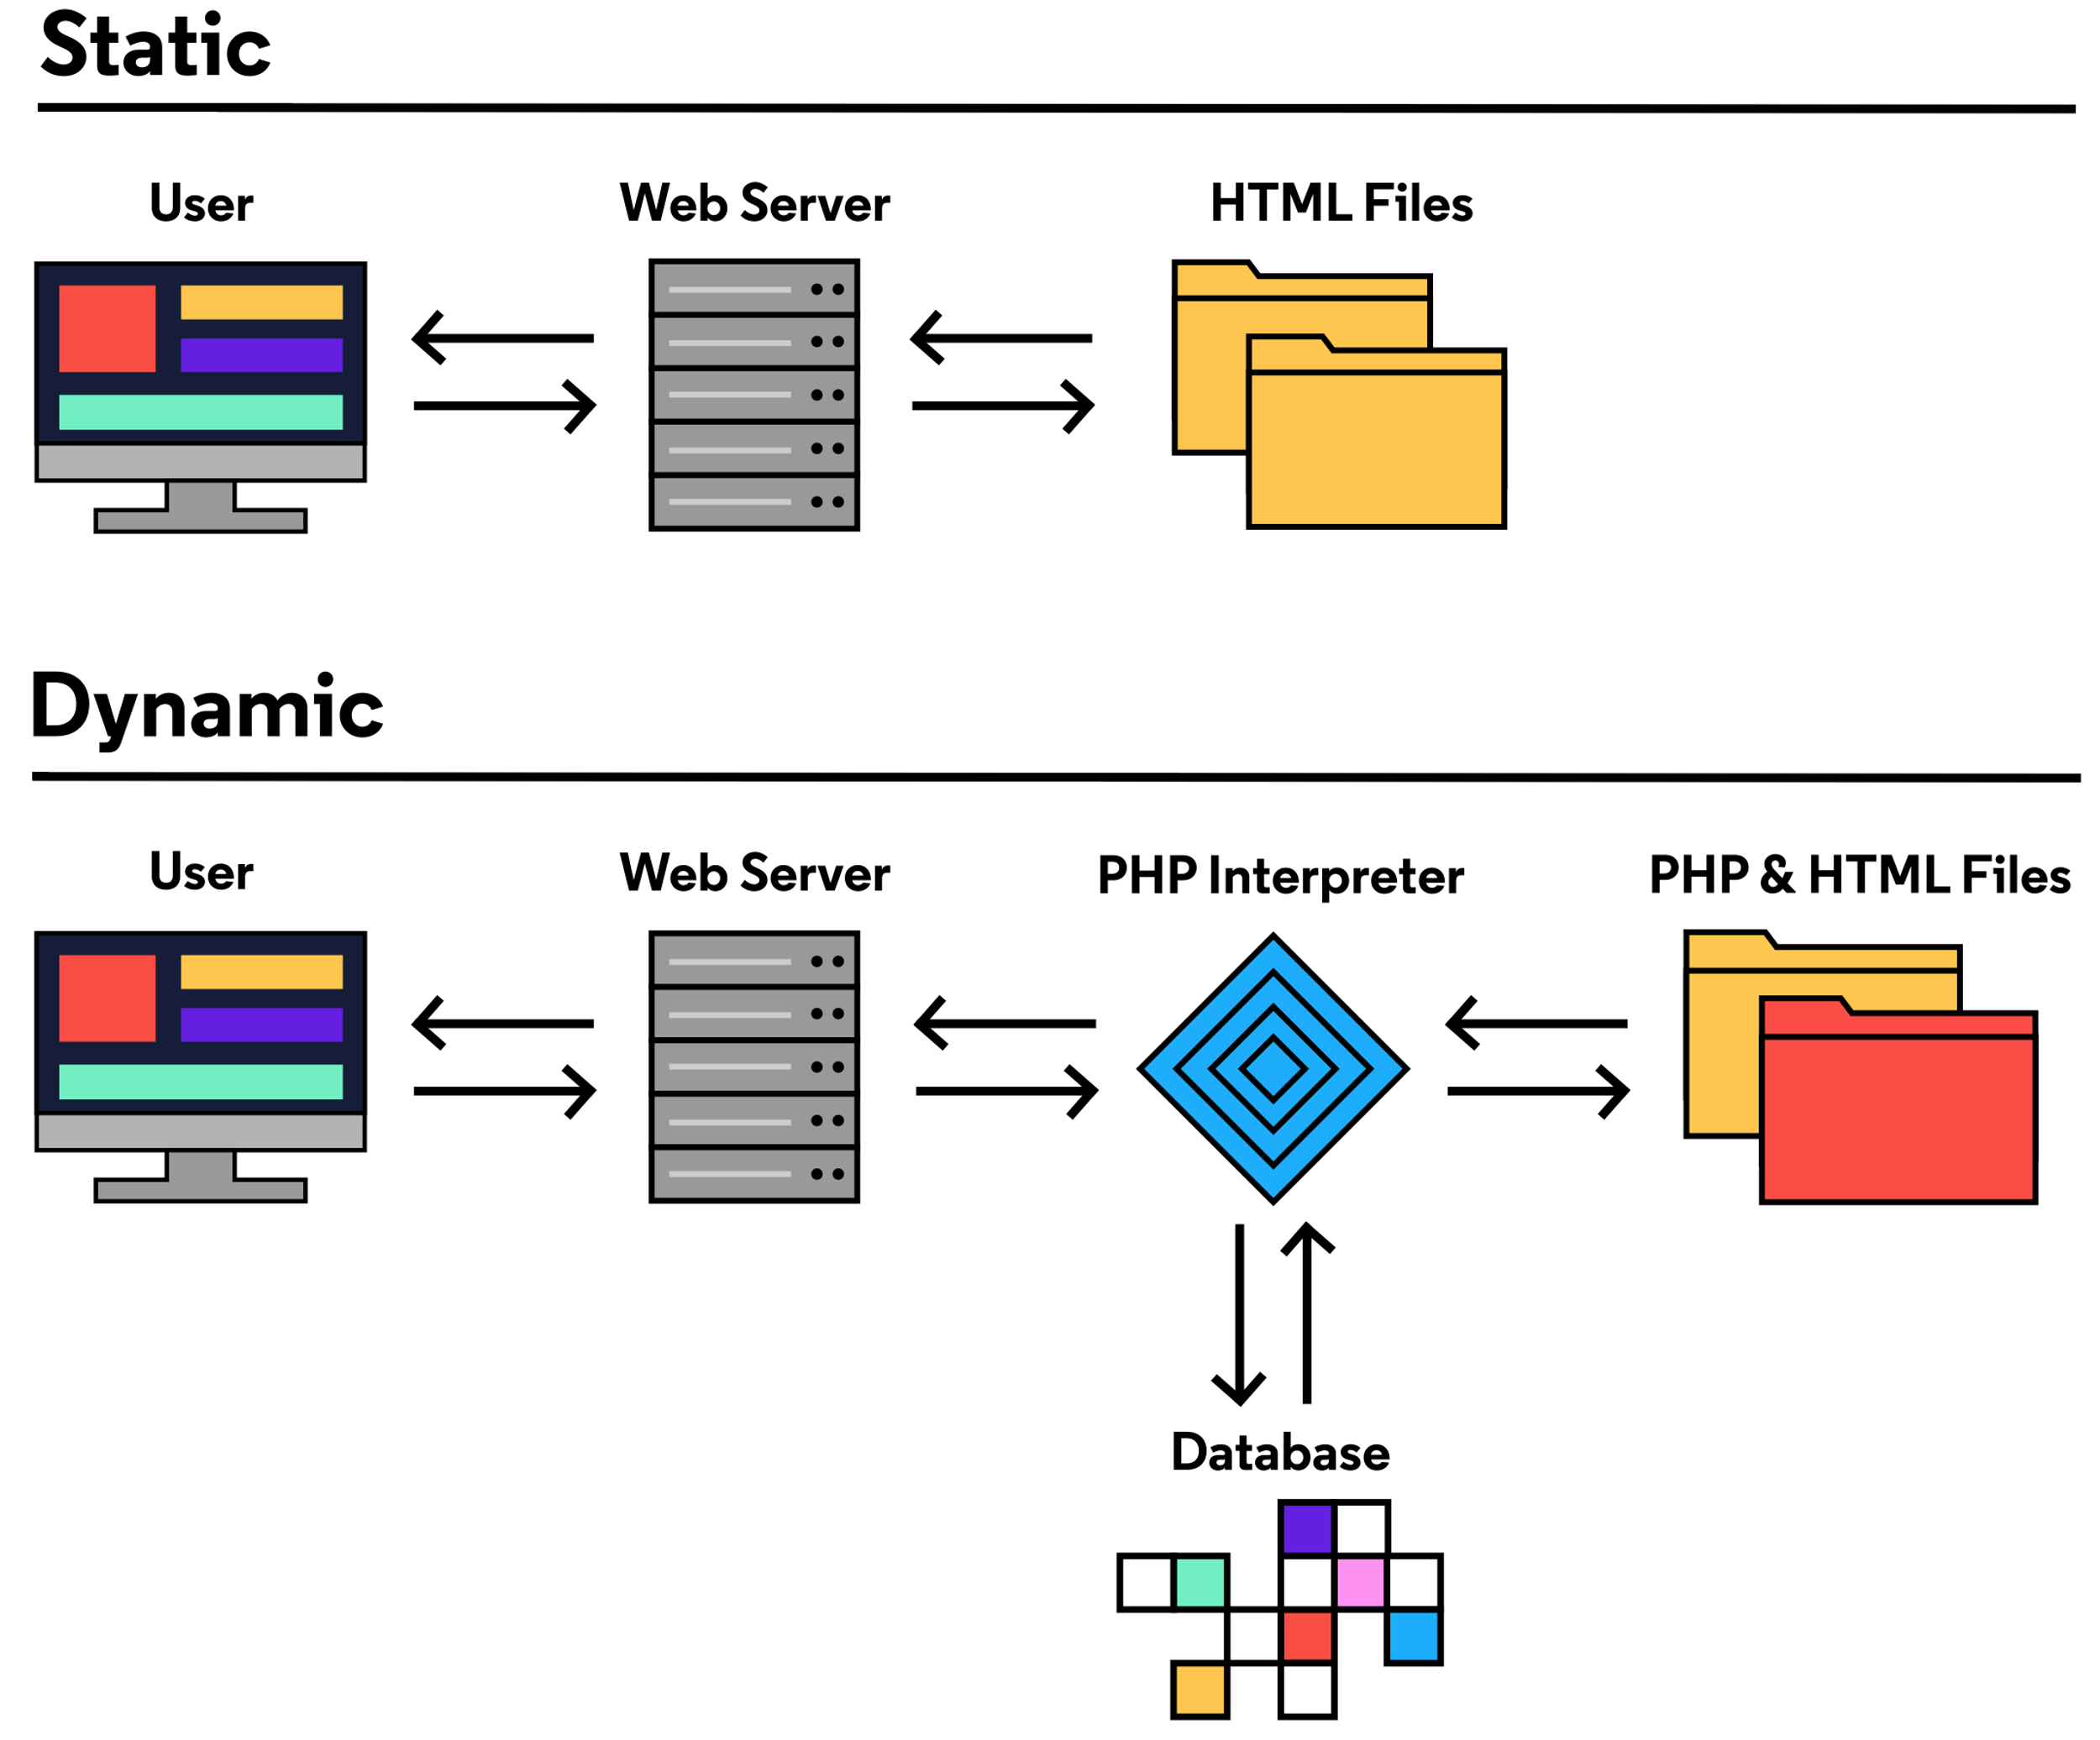 Static
User
Web Server
HTML Files
Dynamic
User
Web Server
PHP Interpreter
PHP & HTML Files
Database